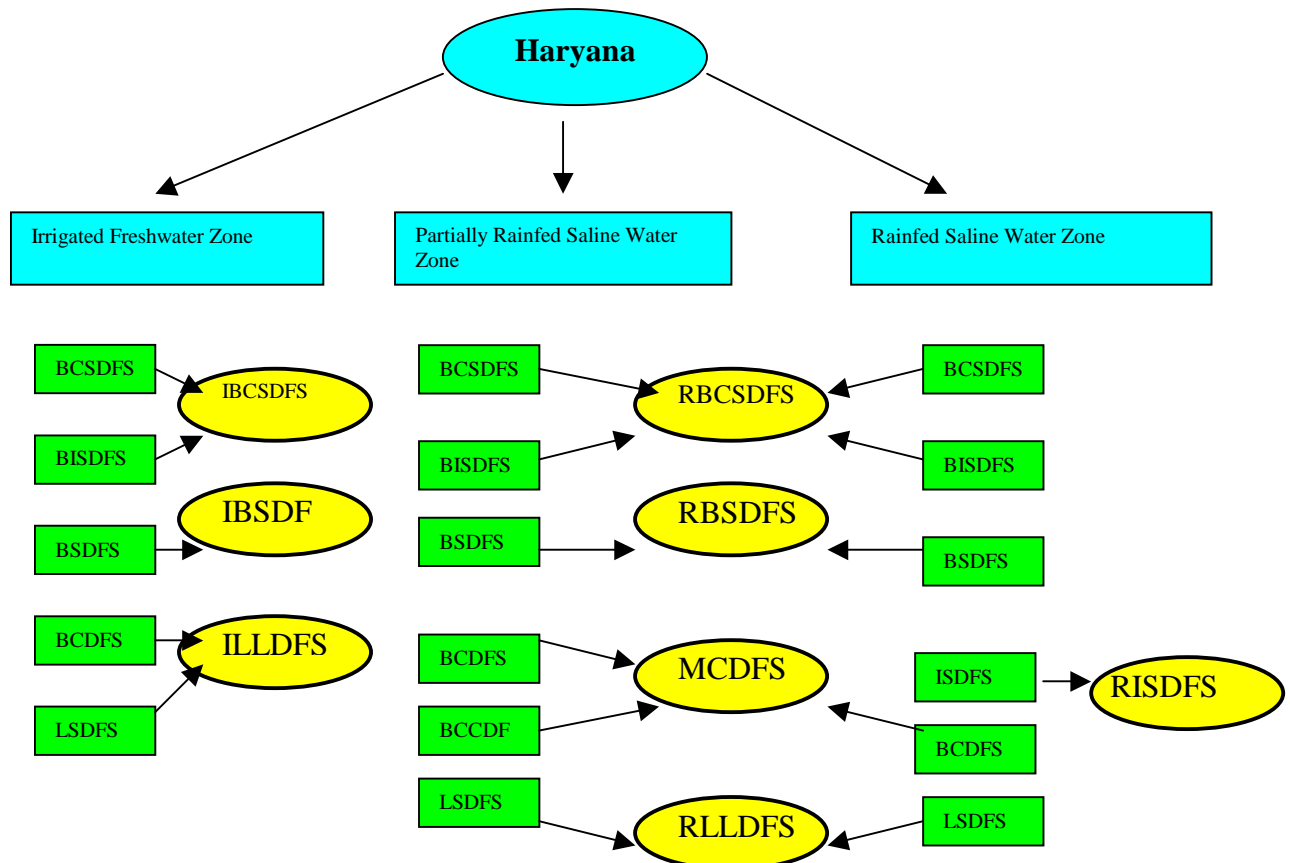 Haryana
Irrigated Freshwater Zone
Partially Rainfed Saline Water
Zone
Rainfed Saline Water Zone
BCSDFS
IBCSDFS
BISDFS
IBSDF
BSDFS
BCDFS
ILLDFS
LSDFS
BCSDFS
RBCSDFS
BCSDFS
BISDFS
BISDFS
RBSDFS
BSDFS
BSDFS
BCDFS
MCDFS
ISDFS
RISDFS
BCCDF
BCDFS
LSDFS
RLLDFS
LSDFS